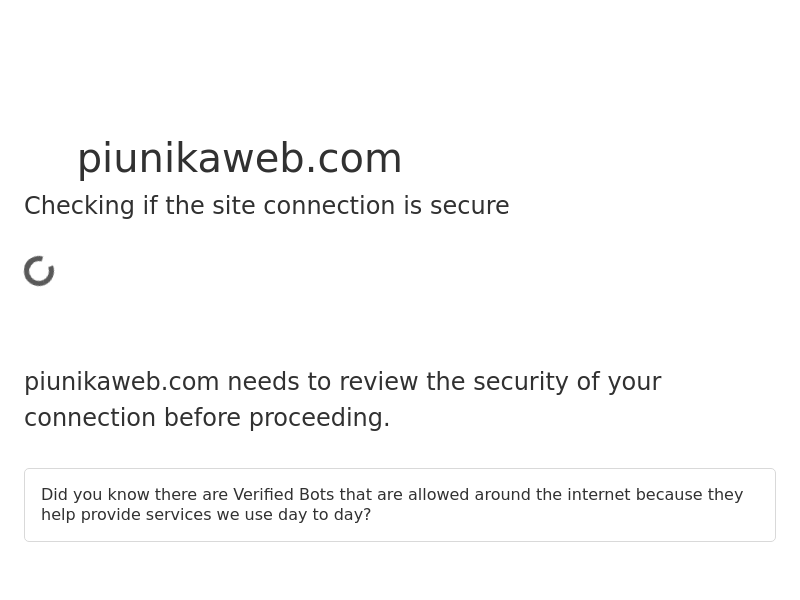 piunikaweb.com
Checking if the site connection is secure
piunikaweb.com needs to review the security of your
connection before proceeding.
Did you know there are Verified Bots that are allowed around the internet because they
help provide services we use day to day?